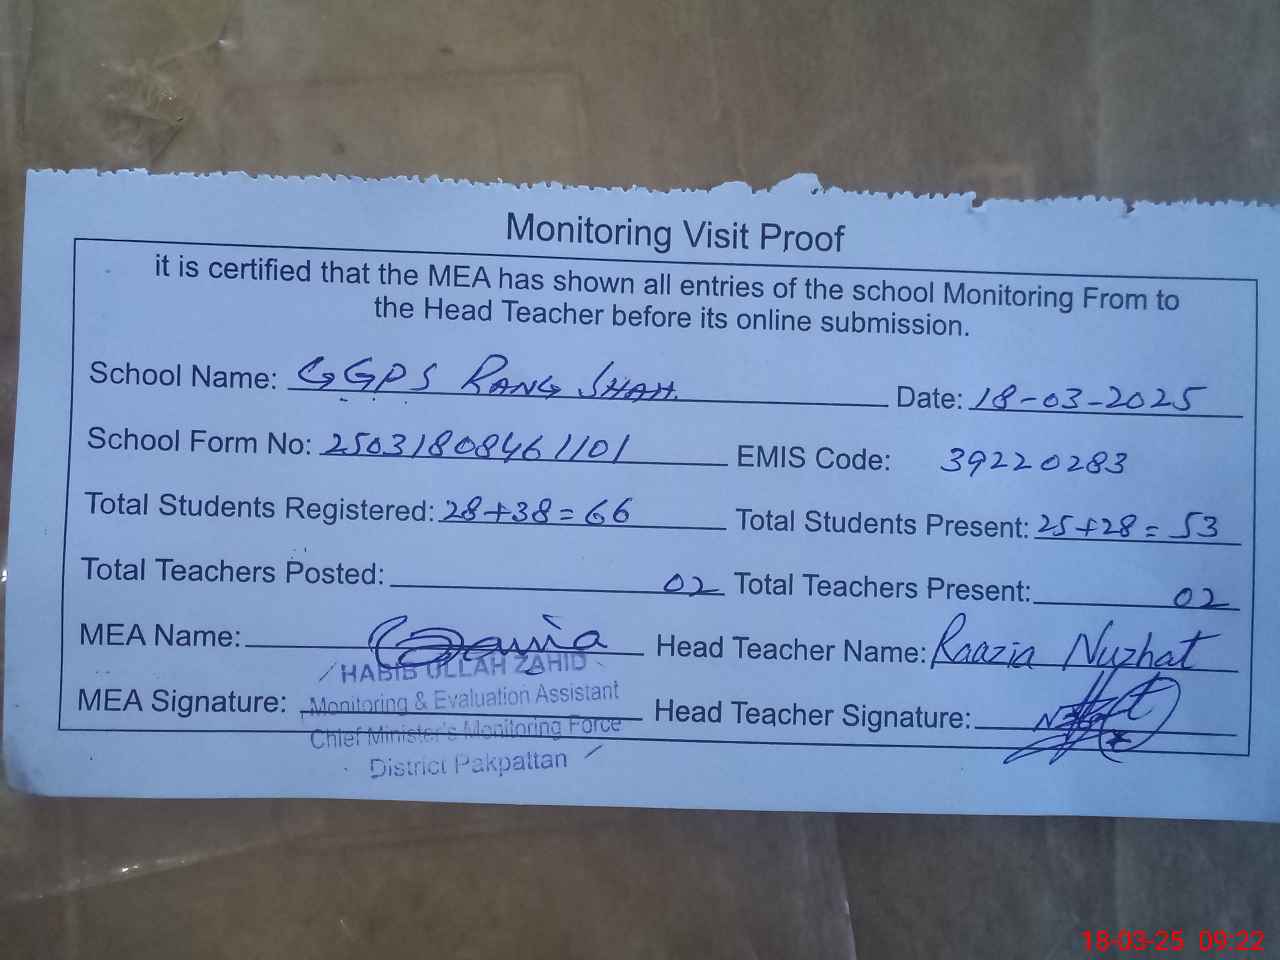 Monitoring Visit Proof
it is certified that the MEA has shown all entries of the school Monitoring From to
the Head Teacher before its online submission.
School Name: GGPS RANG SHAH. Date: 18-03-2025
School Form No: 25031808461101 EMIS Code: 39220283
Total Students Registered: 28+38=66 Total Students Present: 25+28=53
Total Teachers Posted: 02 Total Teachers Present: 02
MEA Name: Head Teacher Name: Raazia Nuzhat
HABIB ULLAH ZAHID
MEA Signature: Monitoring & Evaluation Assistant Head Teacher Signature:
Chief Minister's Monitoring Force
District Pakpattan
18-03-25 09:22